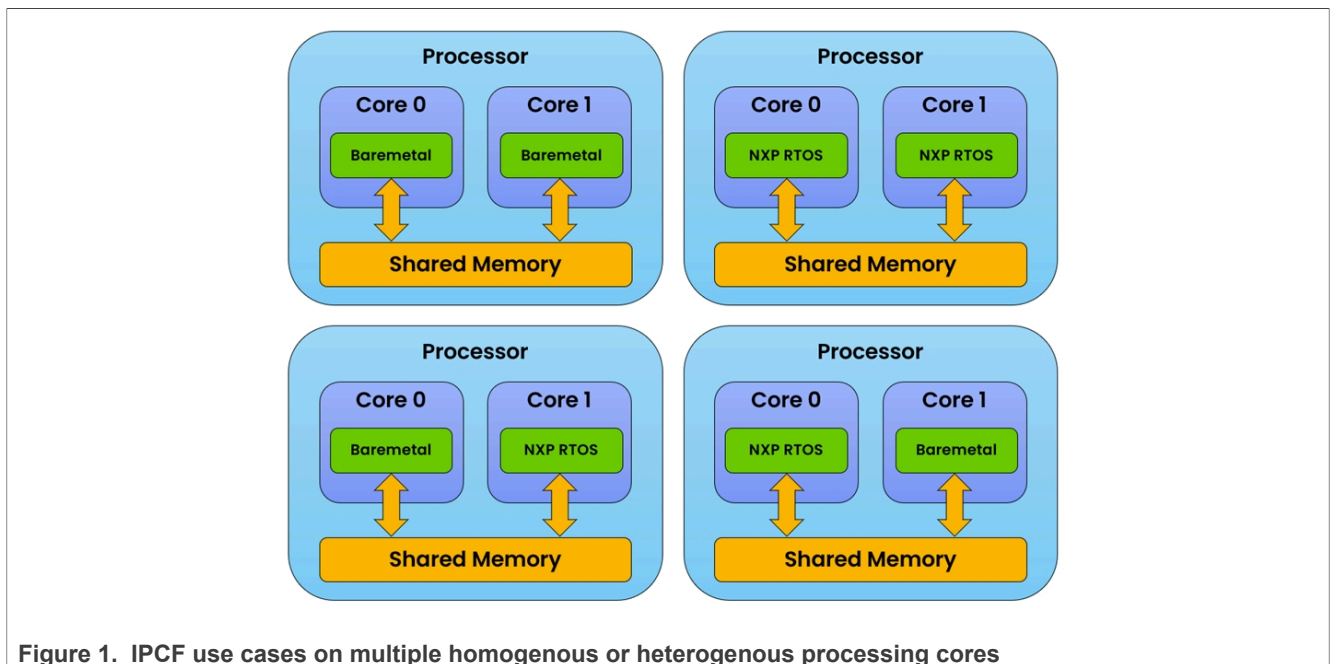 Processor
Processor
Core 0
Core 1
Core 0
Core 1
Baremetal
Baremetal
NXP RTOS
NXP RTOS
Shared Memory
Shared Memory
Processor
Processor
Core 0
Core 1
Core 0
Core 1
Baremetal
NXP RTOS
NXP RTOS
Baremetal
Shared Memory
Shared Memory
Figure 1. IPCF use cases on multiple homogenous or heterogenous processing cores